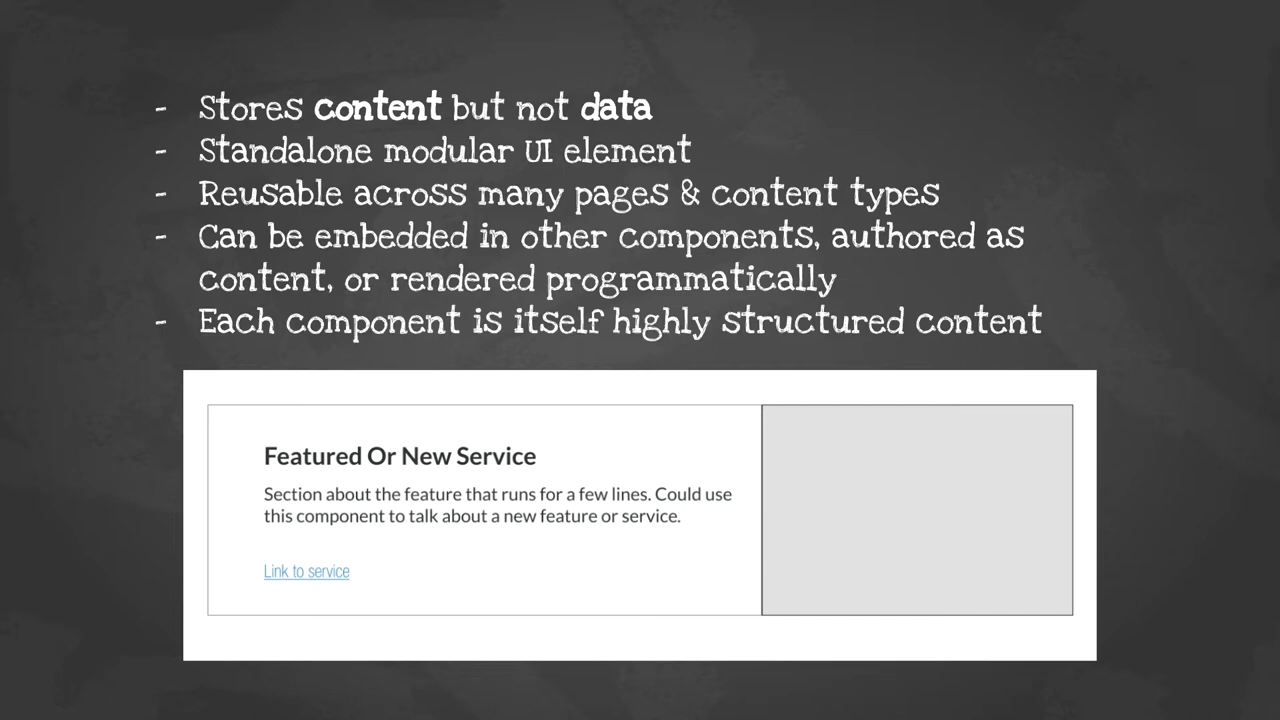 - Stores content but not data
- Standalone modular UI element
- Reusable across many pages & content types
- Can be embedded in other components, authored as
content, or rendered programmatically
- Each component is itself highly structured content
Featured Or New Service
Section about the feature that runs for a few lines. Could use
this component to talk about a new feature or service.
Link to service